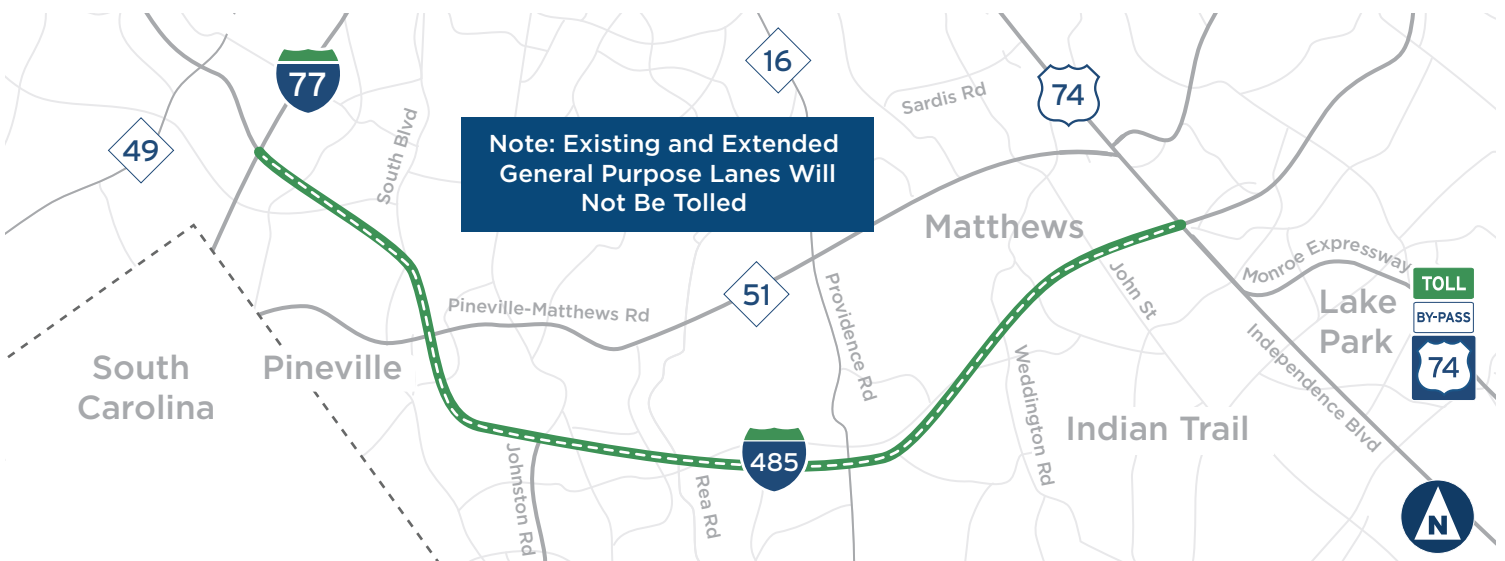 77
16
74
Sardis Rd
49
South Blvd
Note: Existing and Extended
General Purpose Lanes Will
Not Be Tolled
Matthews
Monroe Expressway
John St
TOLL
BY-PASS
74
Lake
Park
51
Pineville-Matthews Rd
Providence Rd
South
Carolina
Pineville
Weddington Rd
Independence Blvd
Indian Trail
485
Johnston Rd
Rea Rd
N